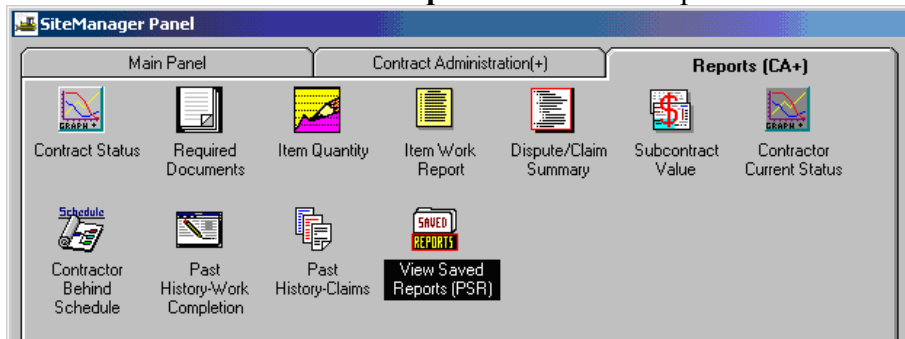 SiteManager Panel
Main Panel
Contract Administration(+)
Reports (CA+)
GRAPH +
GRAPH +
Contract Status
Required
Documents
Item Quantity
Item Work
Report
Dispute/Claim
Summary
Subcontract
Value
Contractor
Current Status
Schedule
SAVED
REPORTS
Contractor
Behind
Schedule
Past
History-Work
Completion
Past
History-Claims
View Saved
Reports (PSR)